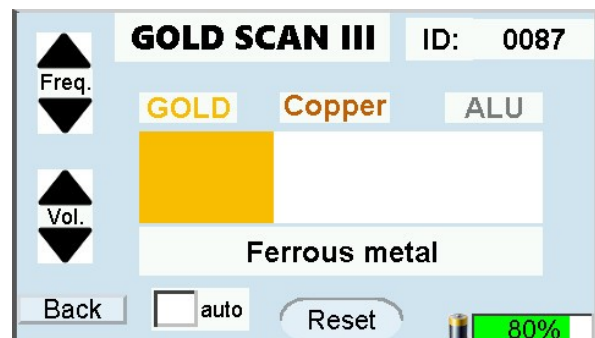 GOLD SCAN III ID: 0087
Freq.
GOLD Copper ALU
Vol.
Ferrous metal
Back auto Reset 80%